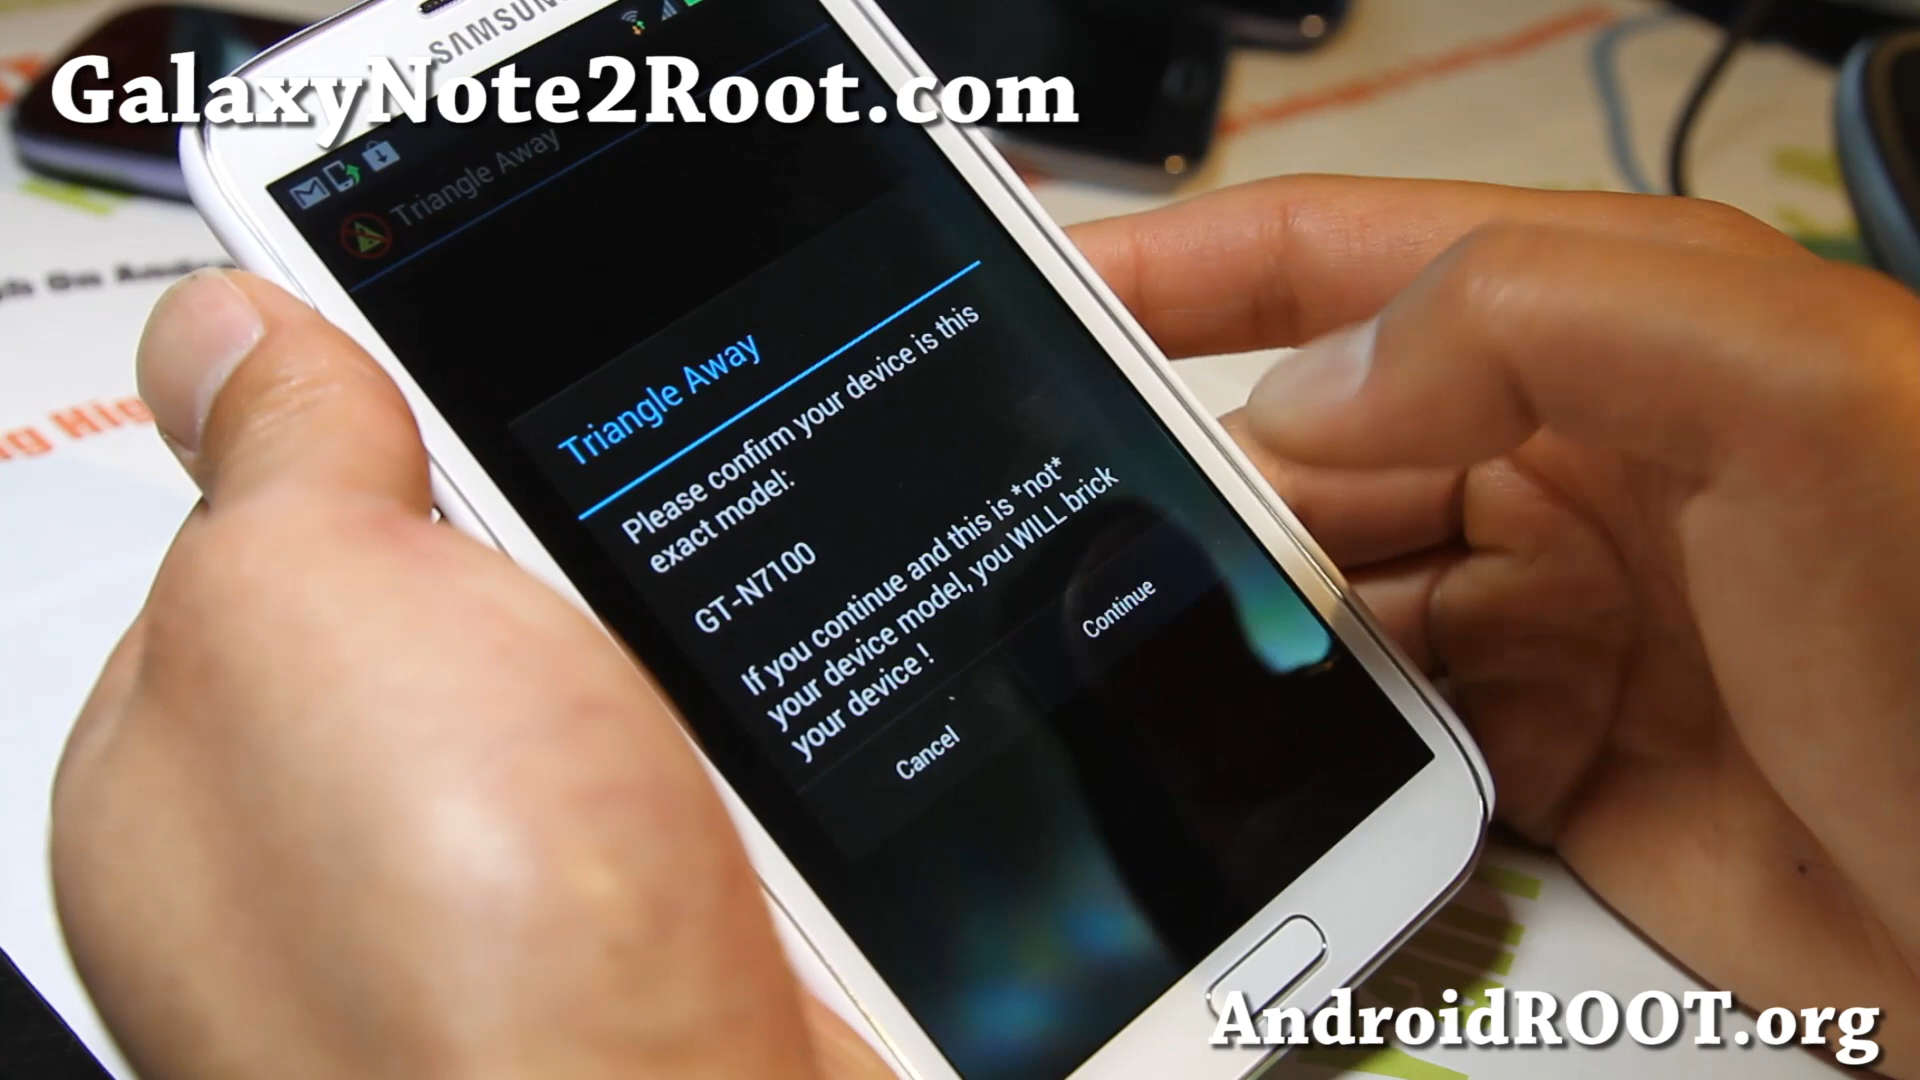 SAMSUNG
GalaxyNote2Root.com
Triangle Away
Triangle Away
Please confirm your device is this
exact model:
GT-N7100
If you continue and this is *not*
your device model, you WILL brick
your device !
Cancel
Continue
AndroidROOT.org